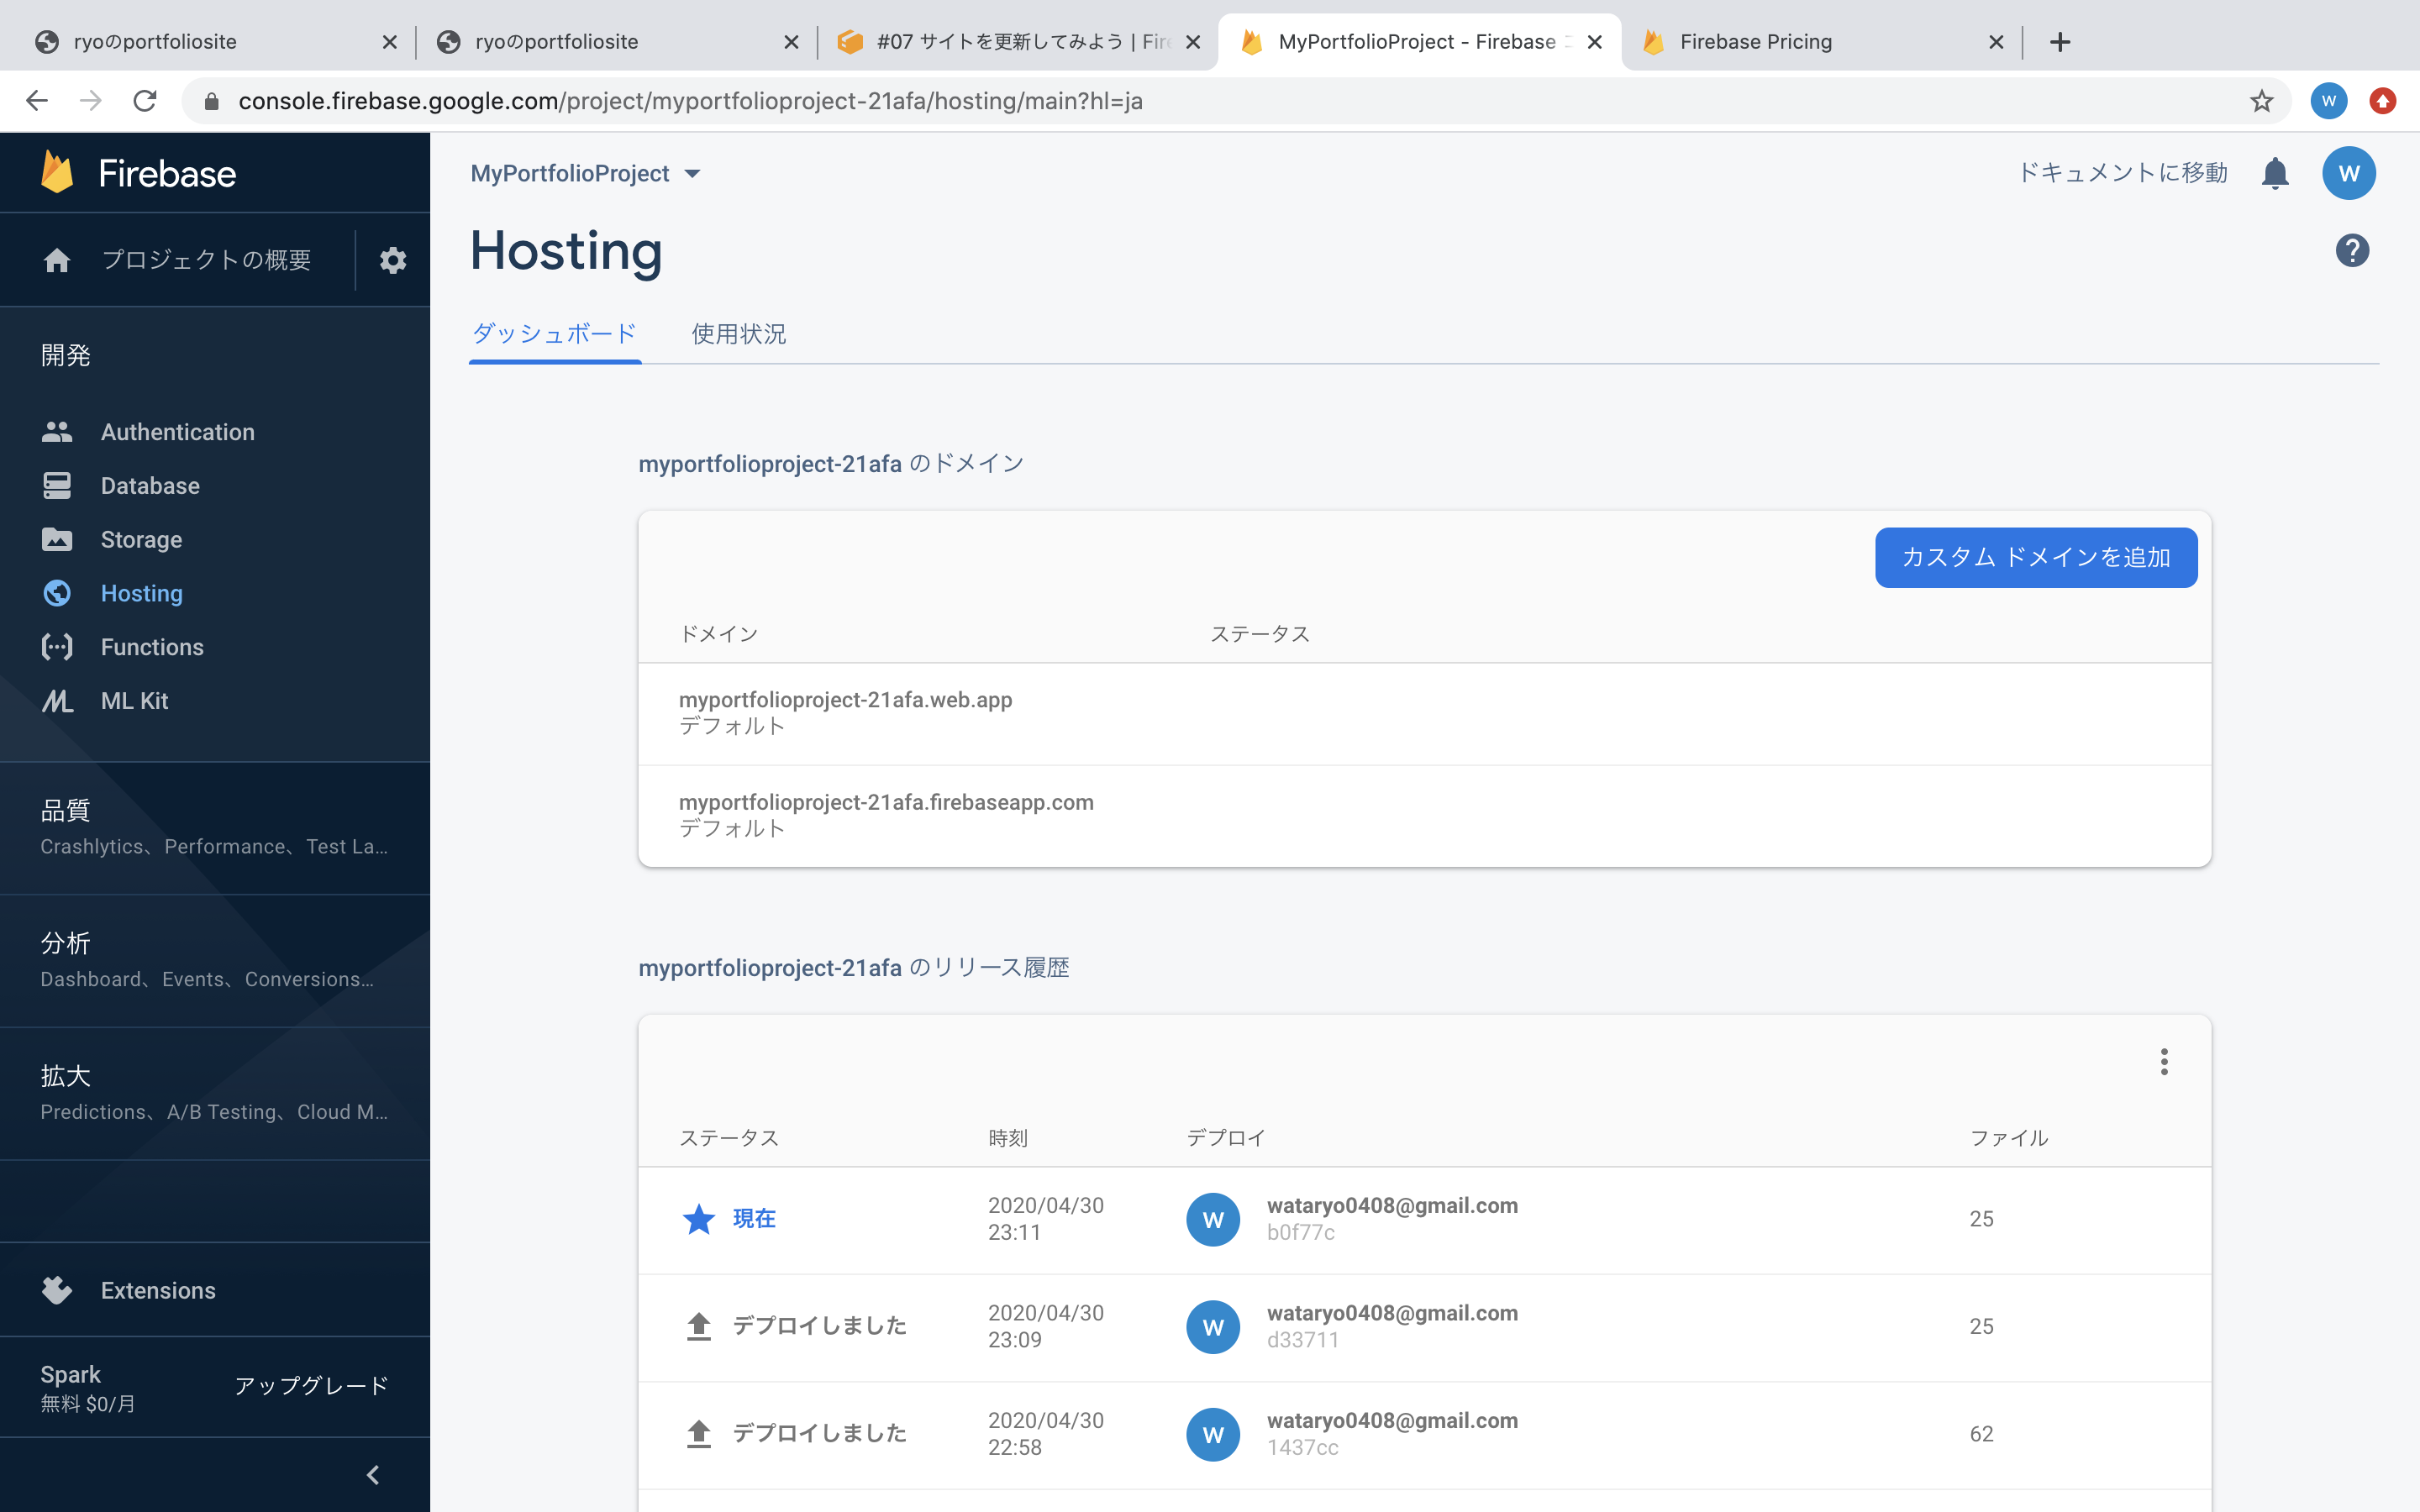 ryoのportfoliosite
ryoのportfoliosite
#07 サイトを更新してみよう | Fire
MyPortfolioProject - Firebase
Firebase Pricing
console.firebase.google.com/project/myportfolioproject-21afa/hosting/main?hl=ja
W
Firebase
MyPortfolioProject
ドキュメントに移動
W
プロジェクトの概要
Hosting
ダッシュボード
使用状況
開発
Authentication
Database
Storage
Hosting
Functions
ML Kit
品質
Crashlytics、Performance、Test La...
分析
Dashboard、Events、Conversions...
拡大
Predictions、A/B Testing、Cloud M...
Extensions
Spark
無料 $0/月
アップグレード
myportfolioproject-21afa のドメイン
カスタム ドメインを追加
ドメイン ステータス
myportfolioproject-21afa.web.app
デフォルト
myportfolioproject-21afa.firebaseapp.com
デフォルト
myportfolioproject-21afa のリリース履歴
ステータス 時刻 デプロイ ファイル
現在 2020/04/30 23:11 W wataryo0408@gmail.com b0f77c 25
デプロイしました 2020/04/30 23:09 W wataryo0408@gmail.com d33711 25
デプロイしました 2020/04/30 22:58 W wataryo0408@gmail.com 1437cc 62